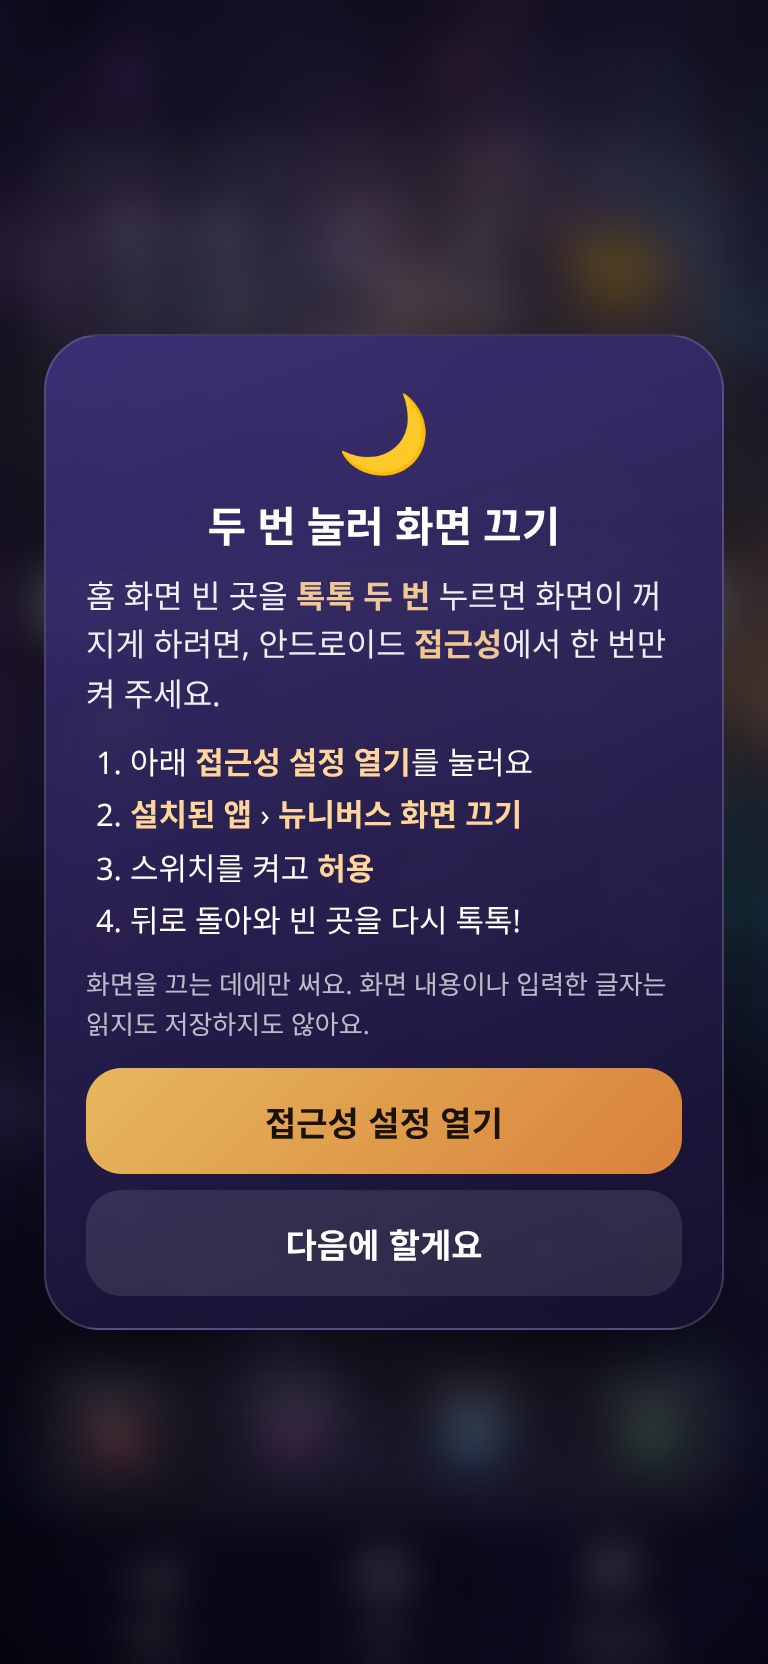 두 번 눌러 화면 끄기
홈 화면 빈 곳을 톡톡 두 번 누르면 화면이 꺼
지게 하려면, 안드로이드 접근성에서 한 번만
켜 주세요.
1. 아래 접근성 설정 열기를 눌러요
2. 설치된 앱 › 뉴니버스 화면 끄기
3. 스위치를 켜고 허용
4. 뒤로 돌아와 빈 곳을 다시 톡톡!
화면을 끄는 데에만 써요. 화면 내용이나 입력한 글자는
읽지도 저장하지도 않아요.
접근성 설정 열기
다음에 할게요